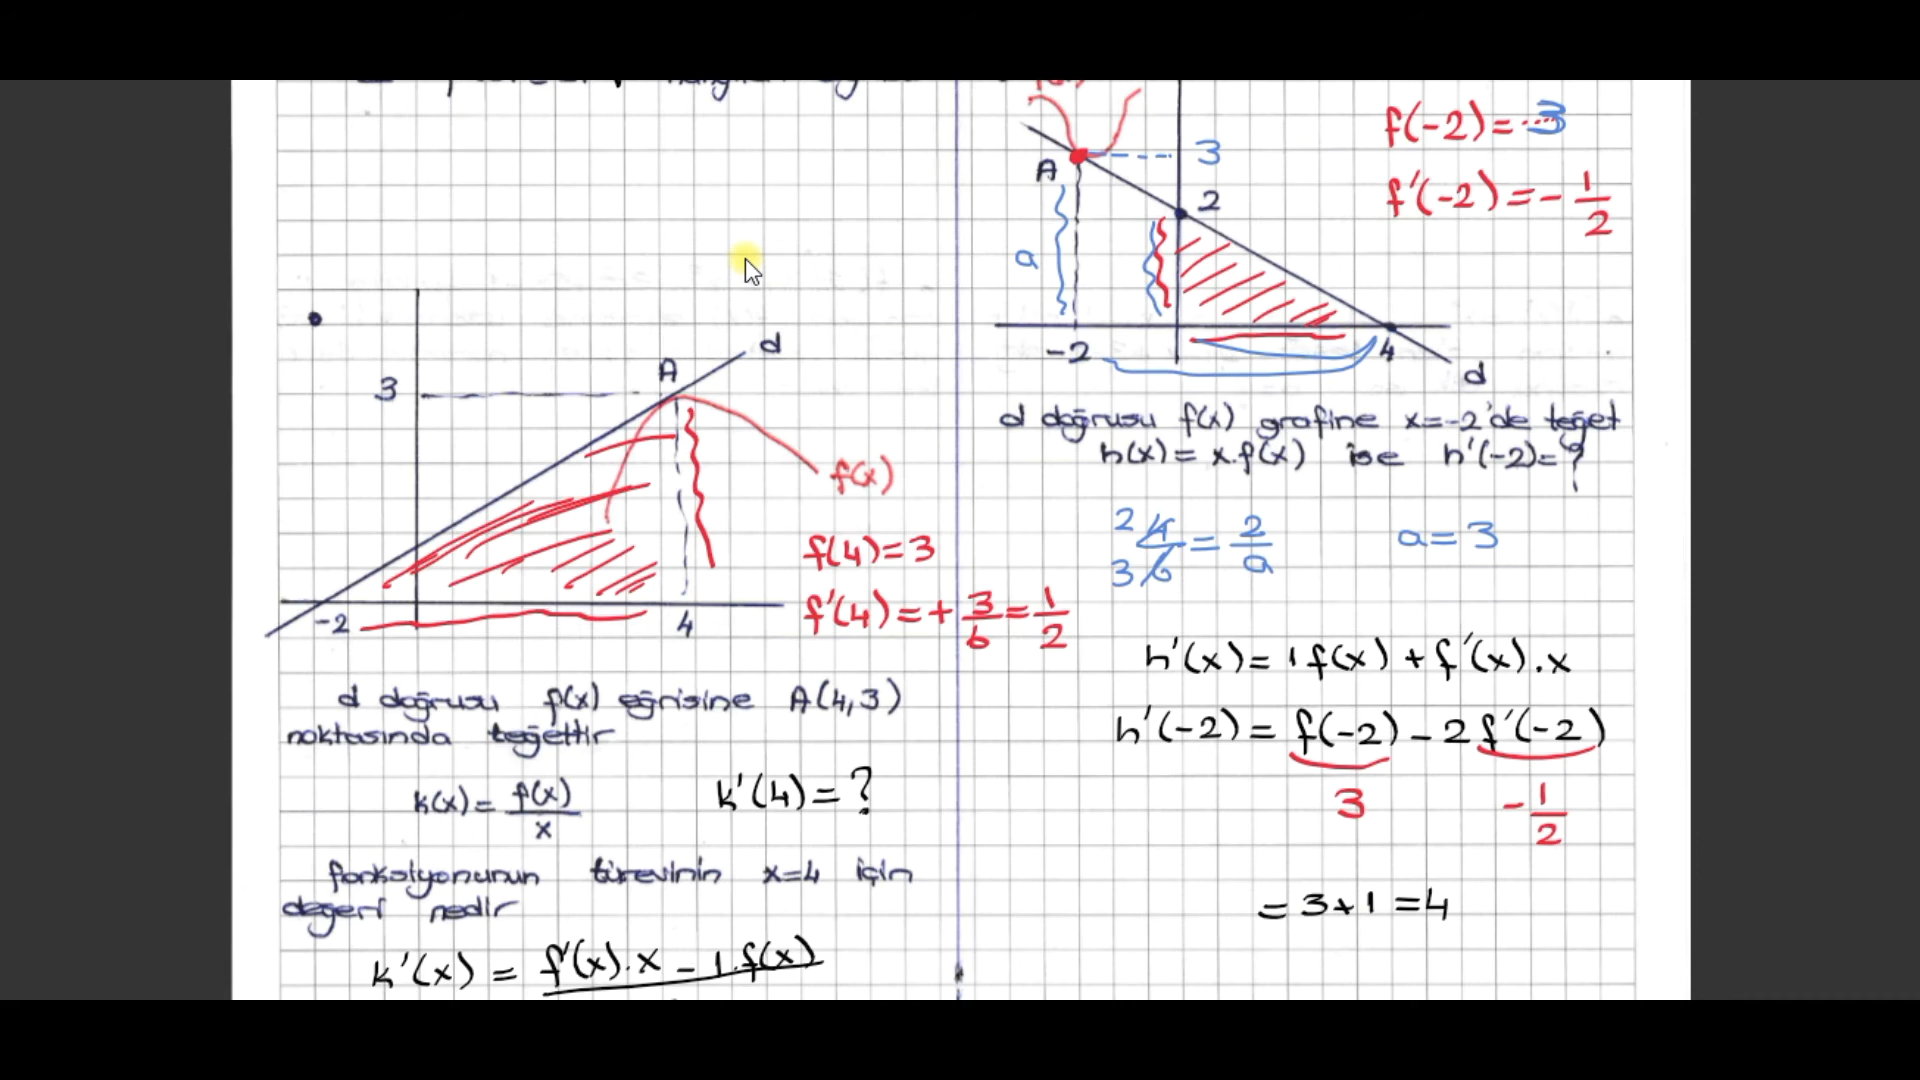 3
A
d
f(x)
-2
4
f(4)=3
f'(4)=+3/6=1/2
d doğrusu f(x) eğrisine A(4,3)
noktasında teğettir
k(x)=f(x)/x
k'(4)=?
fonksiyonunun türevinin x=4 için
değeri nedir
k'(x) = f'(x).x - 1.f(x)
f(-2)=3
f'(-2)=-1/2
A
3
2
a
-2
4
d
d doğrusu f(x) grafine x=-2'de teğet
h(x)= x.f(x) ise h'(-2)=?
2 4
3 6 = 2/a
a=3
h'(x)= 1f(x) + f'(x).x
h'(-2)= f(-2) - 2f'(-2)
3
-1/2
= 3+1 =4